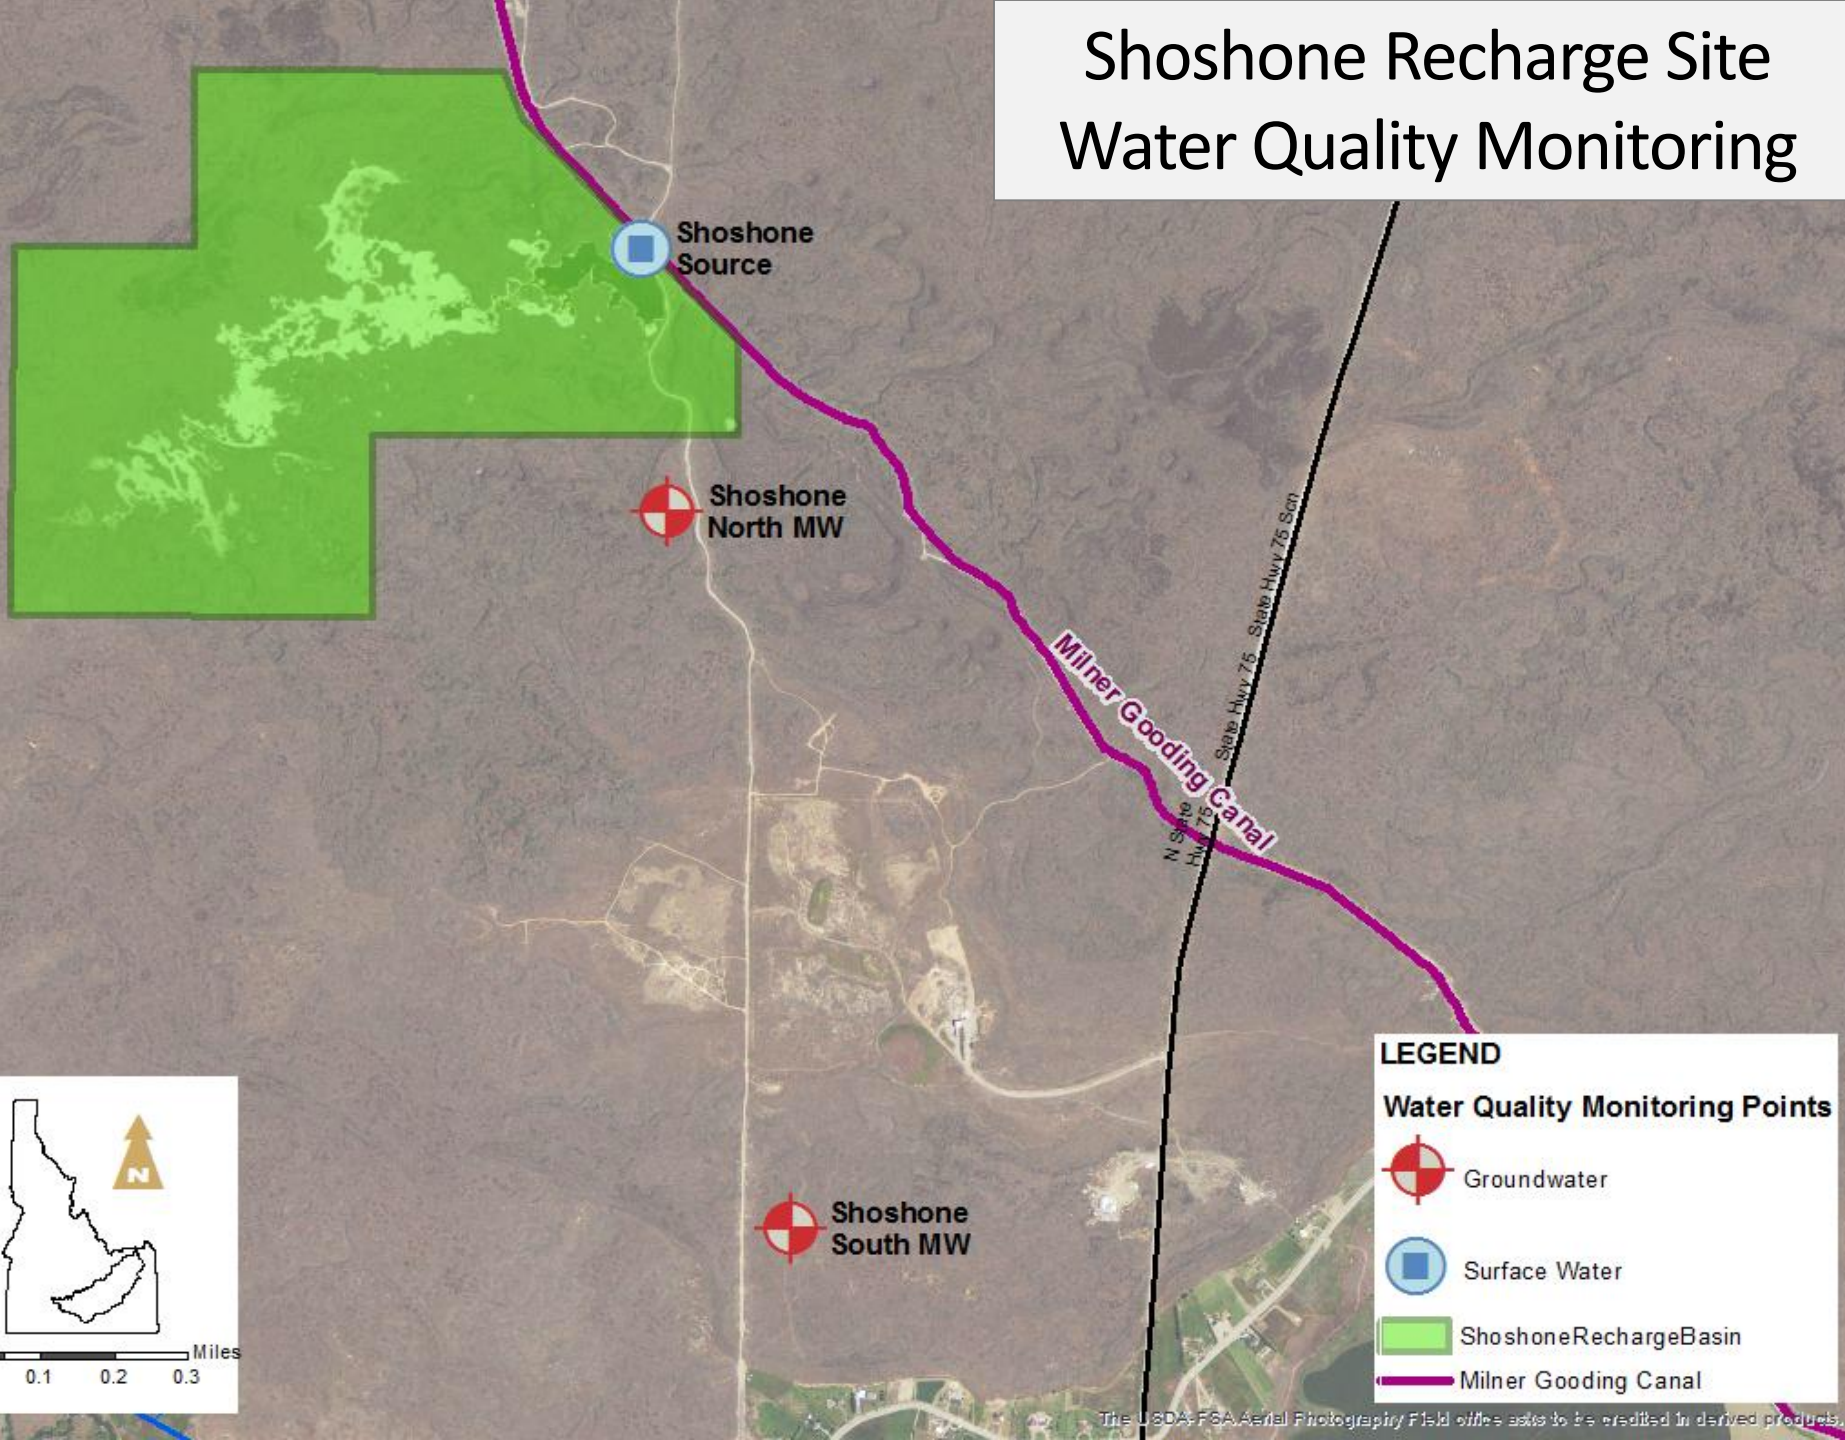 Shoshone Recharge Site
Water Quality Monitoring
Shoshone
Source
Shoshone
North MW
State Hwy 75 Scn
State Hwy 75
Milner Gooding Canal
N State
Hwy 75
Shoshone
South MW
N
Miles
0.1 0.2 0.3
LEGEND
Water Quality Monitoring Points
Groundwater
Surface Water
ShoshoneRechargeBasin
Milner Gooding Canal
The USDA-FSA Aerial Photography Field office asks to be credited in derived products.